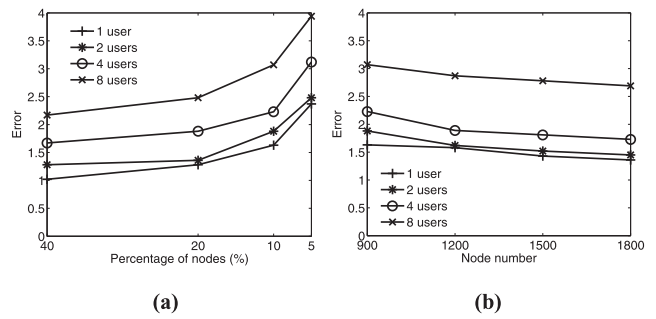 4
3.5
3
2.5
2
1.5
1
0.5
0
Error
1 user
2 users
4 users
8 users
40 20 10 5
Percentage of nodes (%)
(a)
4
3.5
3
2.5
2
1.5
1
0.5
0
Error
1 user
2 users
4 users
8 users
900 1200 1500 1800
Node number
(b)